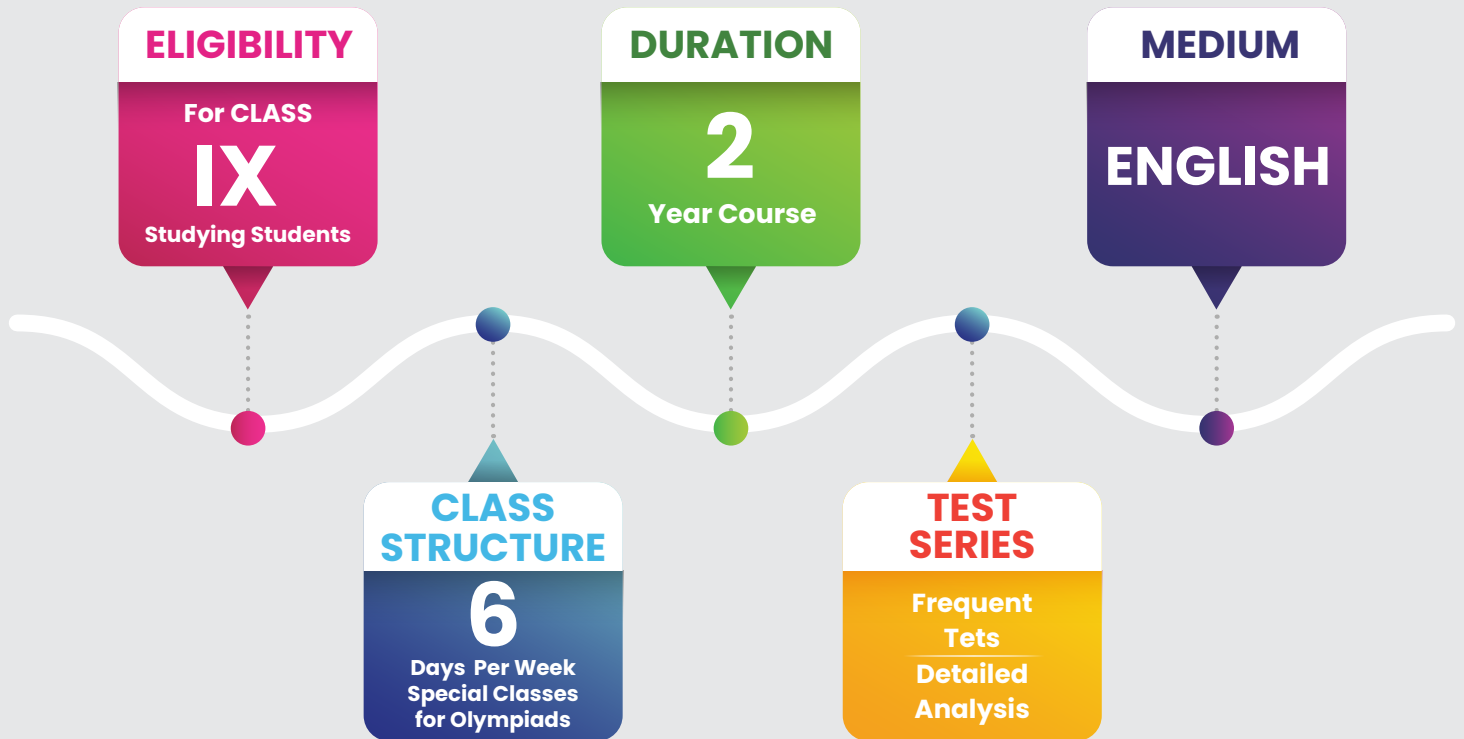 ELIGIBILITY
For CLASS
IX
Studying Students
CLASS
STRUCTURE
6
Days Per Week
Special Classes
for Olympiads
DURATION
2
Year Course
TEST
SERIES
Frequent
Tets
Detailed
Analysis
MEDIUM
ENGLISH